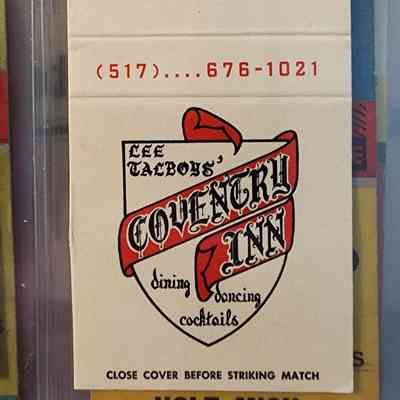 (517)....676-1021
LEE
TALBOYS'
COVENTRY
INN
dining
dancing
cocktails
CLOSE COVER BEFORE STRIKING MATCH